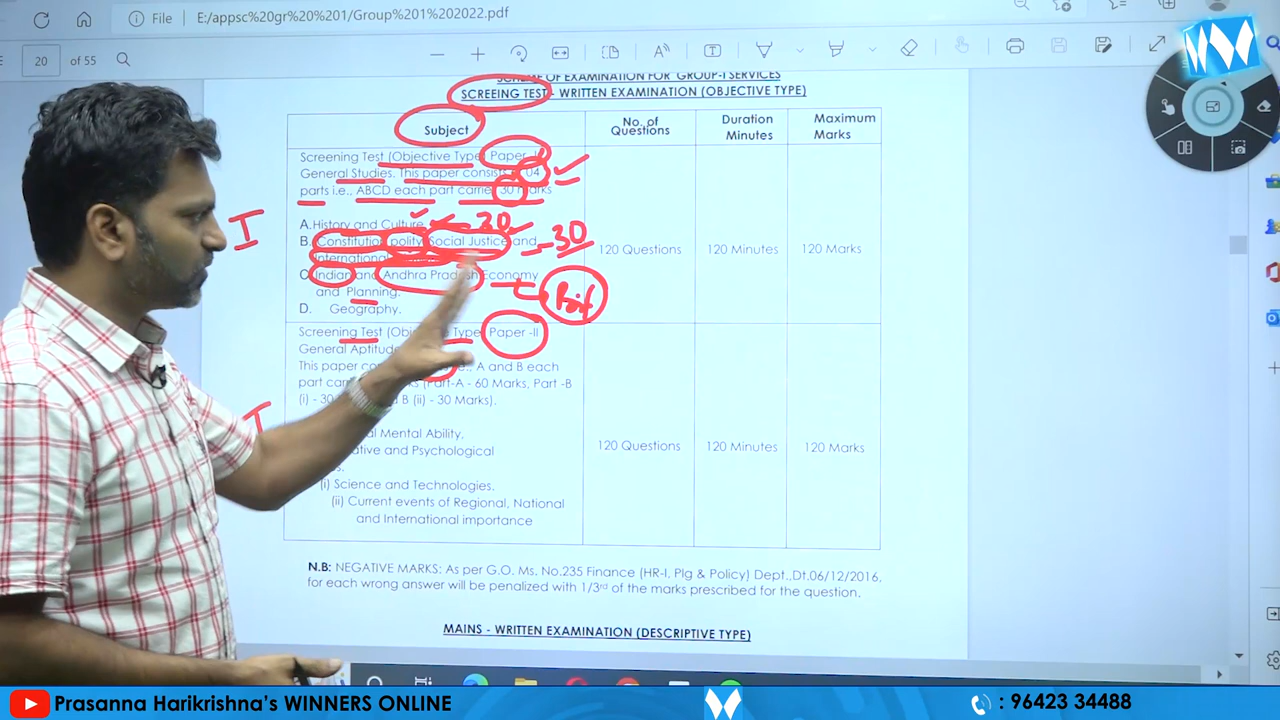 File
E:/appsc%20gr%20%201/Group%201%202022.pdf
20 of 55
SCHEME OF EXAMINATION FOR GROUP-I SERVICES
SCREEING TEST - WRITTEN EXAMINATION (OBJECTIVE TYPE)
Subject
No. of Questions
Duration Minutes
Maximum Marks
Screening Test (Objective Type) Paper -I
General Studies. This paper consists 04
parts i.e., ABCD each part carries 30 marks
A. History and Culture 30
B. Constitution polity Social Justice and -30
International
C. Indian and Andhra Pradesh Economy
and Planning.
D. Geography.
120 Questions
120 Minutes
120 Marks
I
Screening Test (Objective Type) Paper -II
General
This paper A and B each
part (Part-A - 60 Marks, Part -B
(i) - 30 B (ii) - 30 Marks).
Mental Ability.
and Psychological
(i) Science and Technologies.
(ii) Current events of Regional, National
and International importance
120 Questions
120 Minutes
120 Marks
N.B: NEGATIVE MARKS: As per G.O. Ms. No.235 Finance (HR-I, Plg & Policy) Dept..Dt.06/12/2016,
for each wrong answer will be penalized with 1/3rd of the marks prescribed for the question.
MAINS - WRITTEN EXAMINATION (DESCRIPTIVE TYPE)
Prasanna Harikrishna's WINNERS ONLINE
: 96423 34488